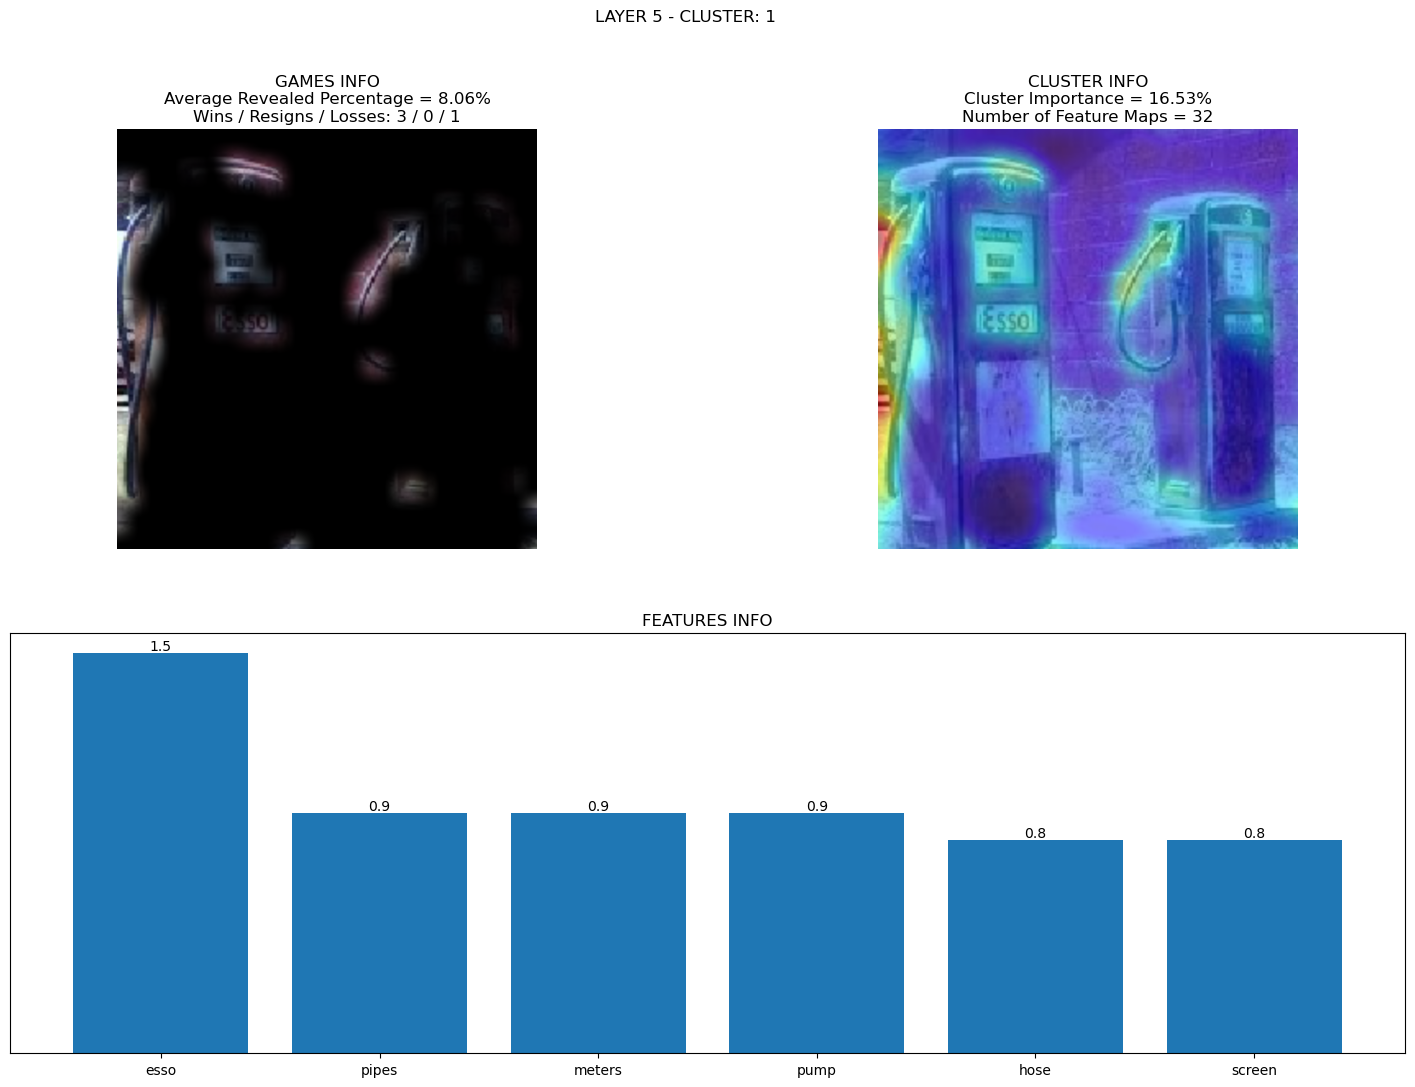 LAYER 5 - CLUSTER: 1
GAMES INFO
Average Revealed Percentage = 8.06%
Wins / Resigns / Losses: 3 / 0 / 1
CLUSTER INFO
Cluster Importance = 16.53%
Number of Feature Maps = 32
ESSO
ESSO
FEATURES INFO
1.5
0.9
0.9
0.9
0.8
0.8
esso
pipes
meters
pump
hose
screen